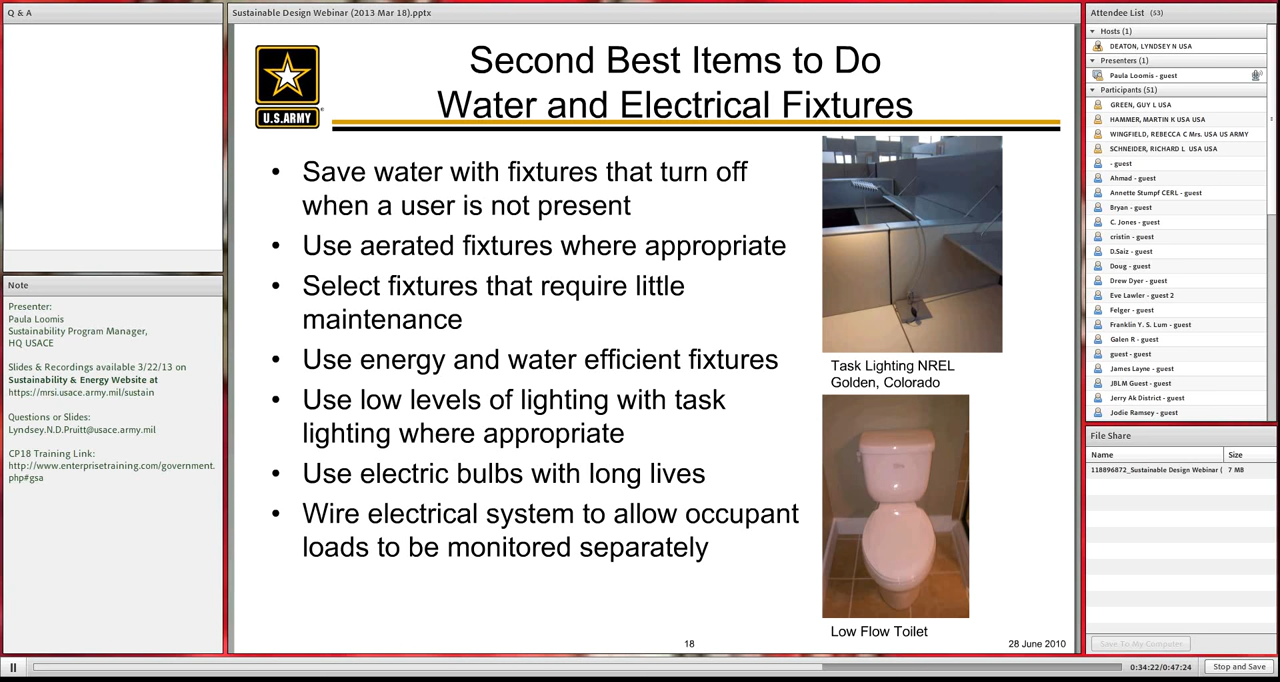 Q & A
Note
Presenter:
Paula Loomis
Sustainability Program Manager,
HQ USACE
Slides & Recordings available 3/22/13 on
Sustainability & Energy Website at
https://mrsi.usace.army.mil/sustain
Questions or Slides:
Lyndsey.N.D.Pruitt@usace.army.mil
CP18 Training Link:
http://www.enterprisetraining.com/government.
php#gsa
Sustainable Design Webinar (2013 Mar 18).pptx
U.S.ARMY
Second Best Items to Do
Water and Electrical Fixtures
• Save water with fixtures that turn off
when a user is not present
• Use aerated fixtures where appropriate
• Select fixtures that require little
maintenance
• Use energy and water efficient fixtures
• Use low levels of lighting with task
lighting where appropriate
• Use electric bulbs with long lives
• Wire electrical system to allow occupant
loads to be monitored separately
Task Lighting NREL
Golden, Colorado
Low Flow Toilet
18
28 June 2010
Attendee List (53)
Hosts (1)
DEATON, LYNDSEY N USA
Presenters (1)
Paula Loomis - guest
Participants (51)
GREEN, GUY L USA
HAMMER, MARTIN K USA USA
WINGFIELD, REBECCA C Mrs. USA US ARMY
SCHNEIDER, RICHARD L USA USA
- guest
Ahmad - guest
Annette Stumpf CERL - guest
Bryan - guest
C. Jones - guest
cristin - guest
D.Saiz - guest
Doug - guest
Drew Dyer - guest
Eve Lawler - guest 2
Felger - guest
Franklin Y. S. Lum - guest
Galen R - guest
guest - guest
James Layne - guest
JBLM Guest - guest
Jerry Ak District - guest
Jodie Ramsey - guest
File Share
Name Size
118896872_Sustainable Design Webinar ( 7 MB
Save To My Computer
0:34:22/0:47:24
Stop and Save